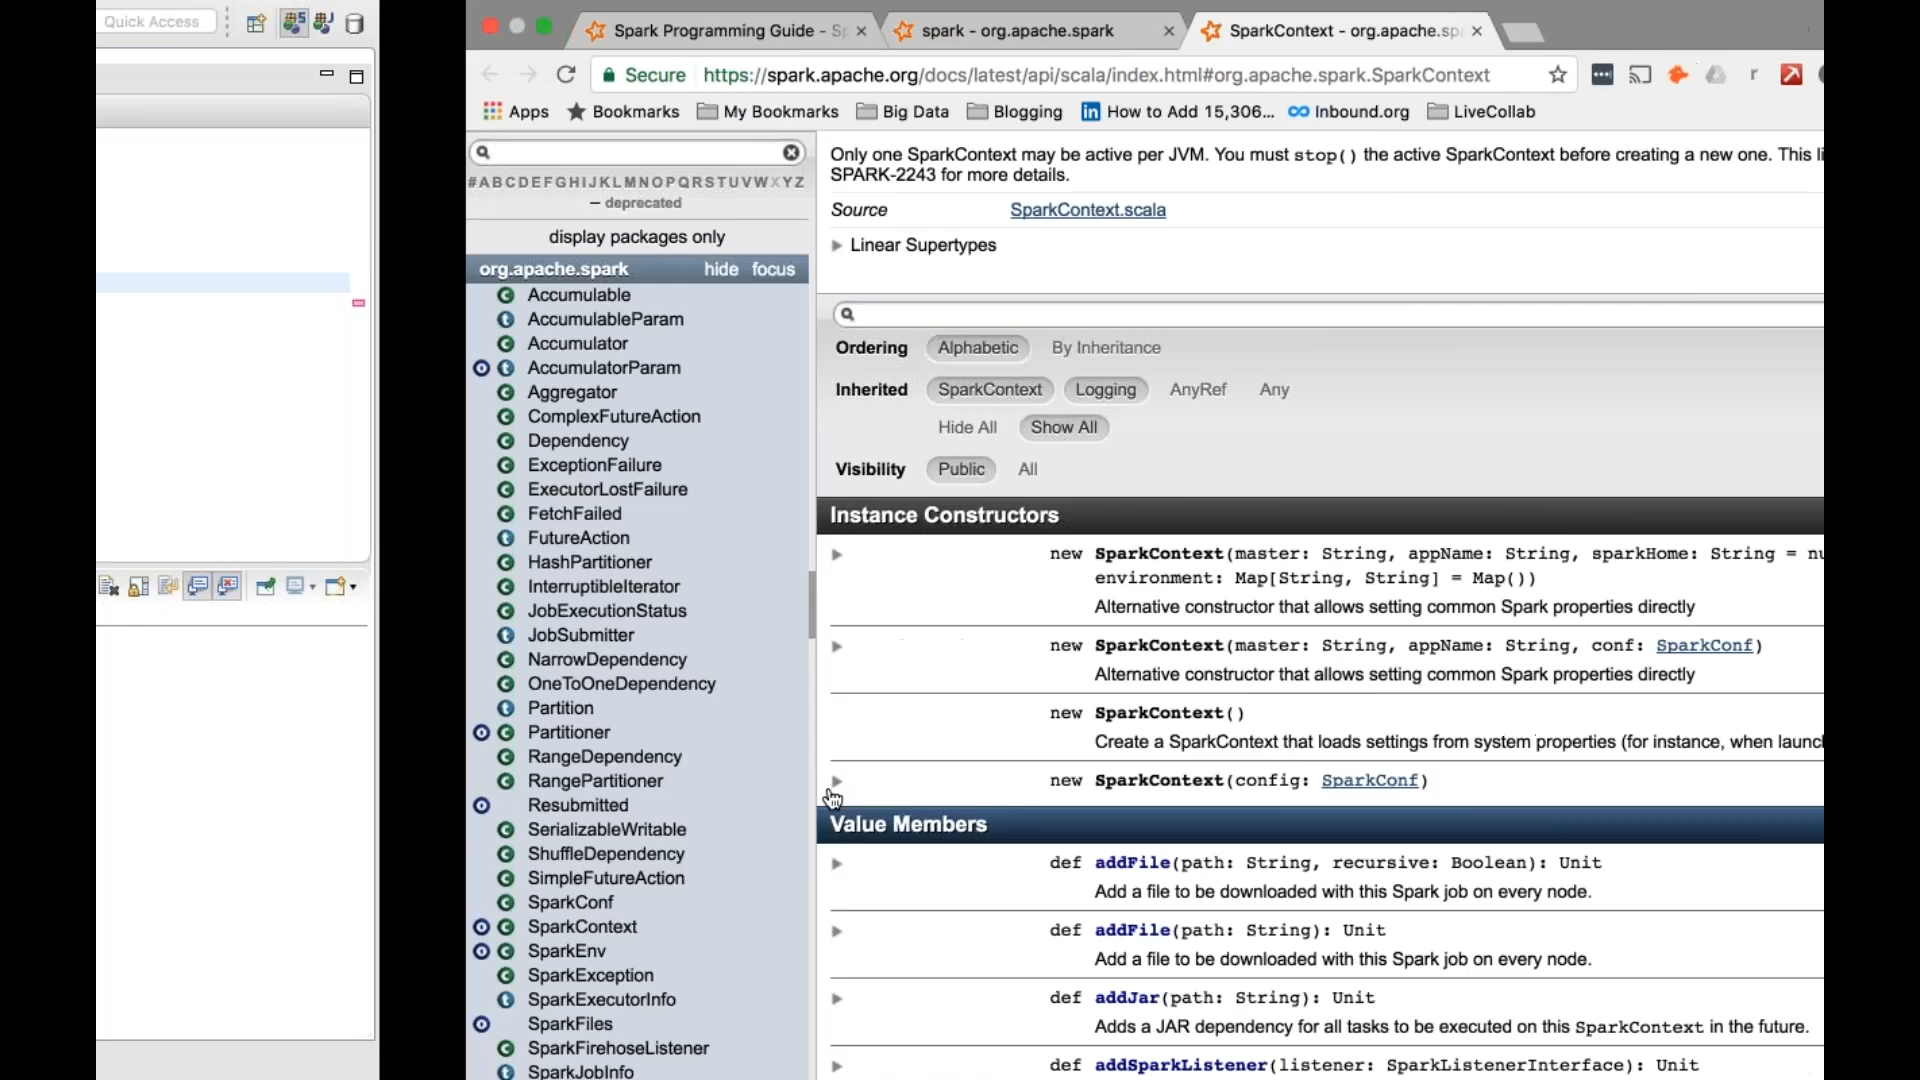 Quick Access
Spark Programming Guide - Sp
spark - org.apache.spark
SparkContext - org.apache.spa
Secure https://spark.apache.org/docs/latest/api/scala/index.html#org.apache.spark.SparkContext
Apps Bookmarks My Bookmarks Big Data Blogging How to Add 15,306... Inbound.org LiveCollab
#ABCDEFGHIJKLMNOPQRSTUVWXYZ
– deprecated
display packages only
org.apache.spark hide focus
Accumulable
AccumulableParam
Accumulator
AccumulatorParam
Aggregator
ComplexFutureAction
Dependency
ExceptionFailure
ExecutorLostFailure
FetchFailed
FutureAction
HashPartitioner
InterruptibleIterator
JobExecutionStatus
JobSubmitter
NarrowDependency
OneToOneDependency
Partition
Partitioner
RangeDependency
RangePartitioner
Resubmitted
SerializableWritable
ShuffleDependency
SimpleFutureAction
SparkConf
SparkContext
SparkEnv
SparkException
SparkExecutorInfo
SparkFiles
SparkFirehoseListener
SparkJobInfo
Only one SparkContext may be active per JVM. You must stop() the active SparkContext before creating a new one. This li
SPARK-2243 for more details.
Source SparkContext.scala
Linear Supertypes
Ordering Alphabetic By Inheritance
Inherited SparkContext Logging AnyRef Any
Hide All Show All
Visibility Public All
Instance Constructors
new SparkContext(master: String, appName: String, sparkHome: String = nu
environment: Map[String, String] = Map())
Alternative constructor that allows setting common Spark properties directly
new SparkContext(master: String, appName: String, conf: SparkConf)
Alternative constructor that allows setting common Spark properties directly
new SparkContext()
Create a SparkContext that loads settings from system properties (for instance, when launch
new SparkContext(config: SparkConf)
Value Members
def addFile(path: String, recursive: Boolean): Unit
Add a file to be downloaded with this Spark job on every node.
def addFile(path: String): Unit
Add a file to be downloaded with this Spark job on every node.
def addJar(path: String): Unit
Adds a JAR dependency for all tasks to be executed on this SparkContext in the future.
def addSparkListener(listener: SparkListenerInterface): Unit